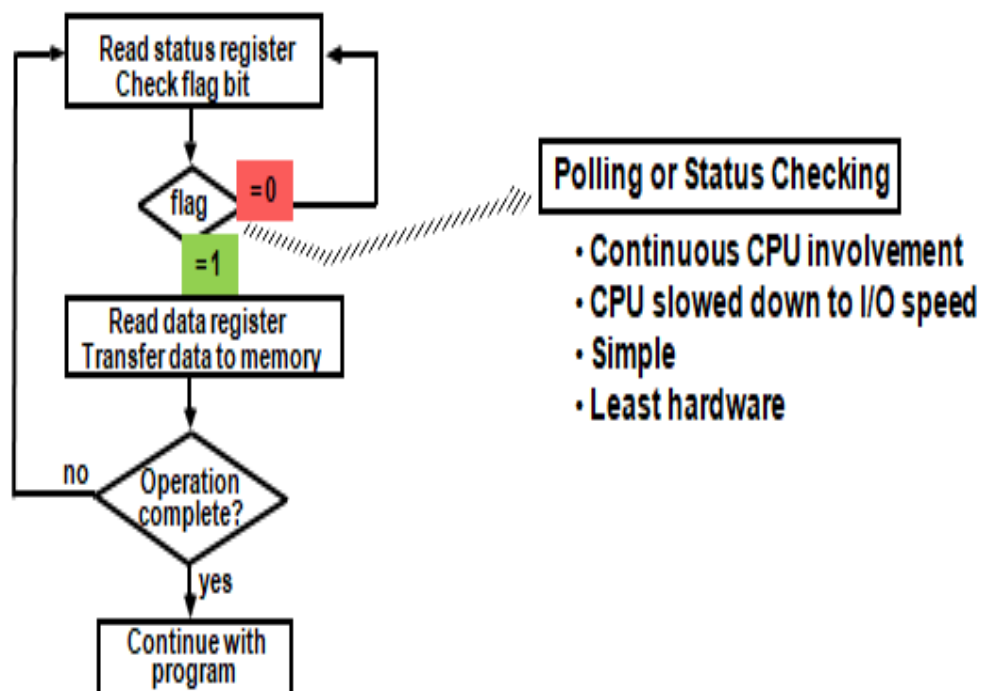 Read status register
Check flag bit
flag
= 0
= 1
Read data register
Transfer data to memory
no
Operation
complete?
yes
Continue with
program
Polling or Status Checking
• Continuous CPU involvement
• CPU slowed down to I/O speed
• Simple
• Least hardware